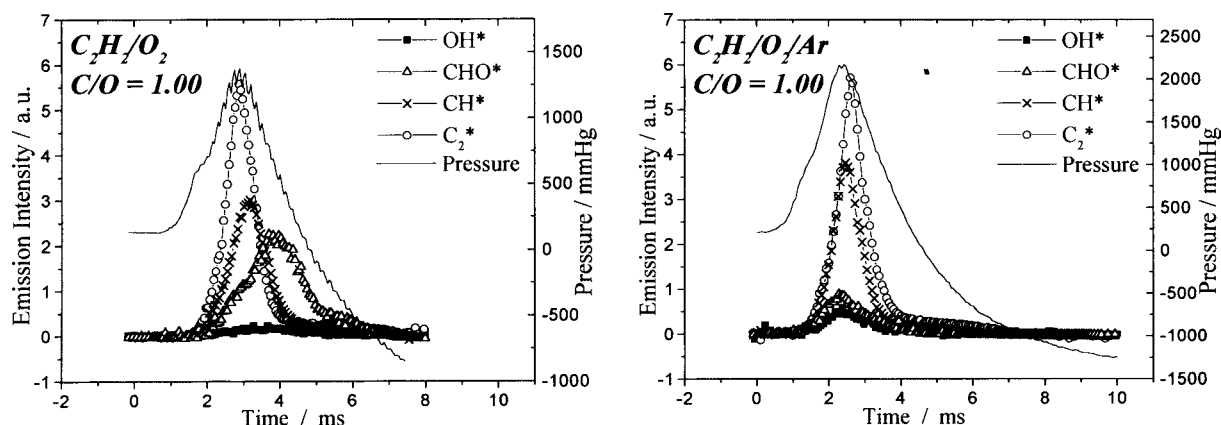 C₂H₂/O₂
C/O = 1.00
OH*
CHO*
CH*
C₂*
Pressure
6
5
4
3
2
1
0
-1
Emission Intensity / a.u.
1500
1000
500
0
-500
-1000
Pressure / mmHg
-2 0 2 4 6 8 10
Time / ms
C₂H₂/O₂/Ar
C/O = 1.00
OH*
CHO*
CH*
C₂*
Pressure
6
5
4
3
2
1
0
-1
Emission Intensity / a.u.
2500
2000
1500
1000
500
0
-500
-1000
-1500
Pressure / mmHg
-2 0 2 4 6 8 10
Time / ms